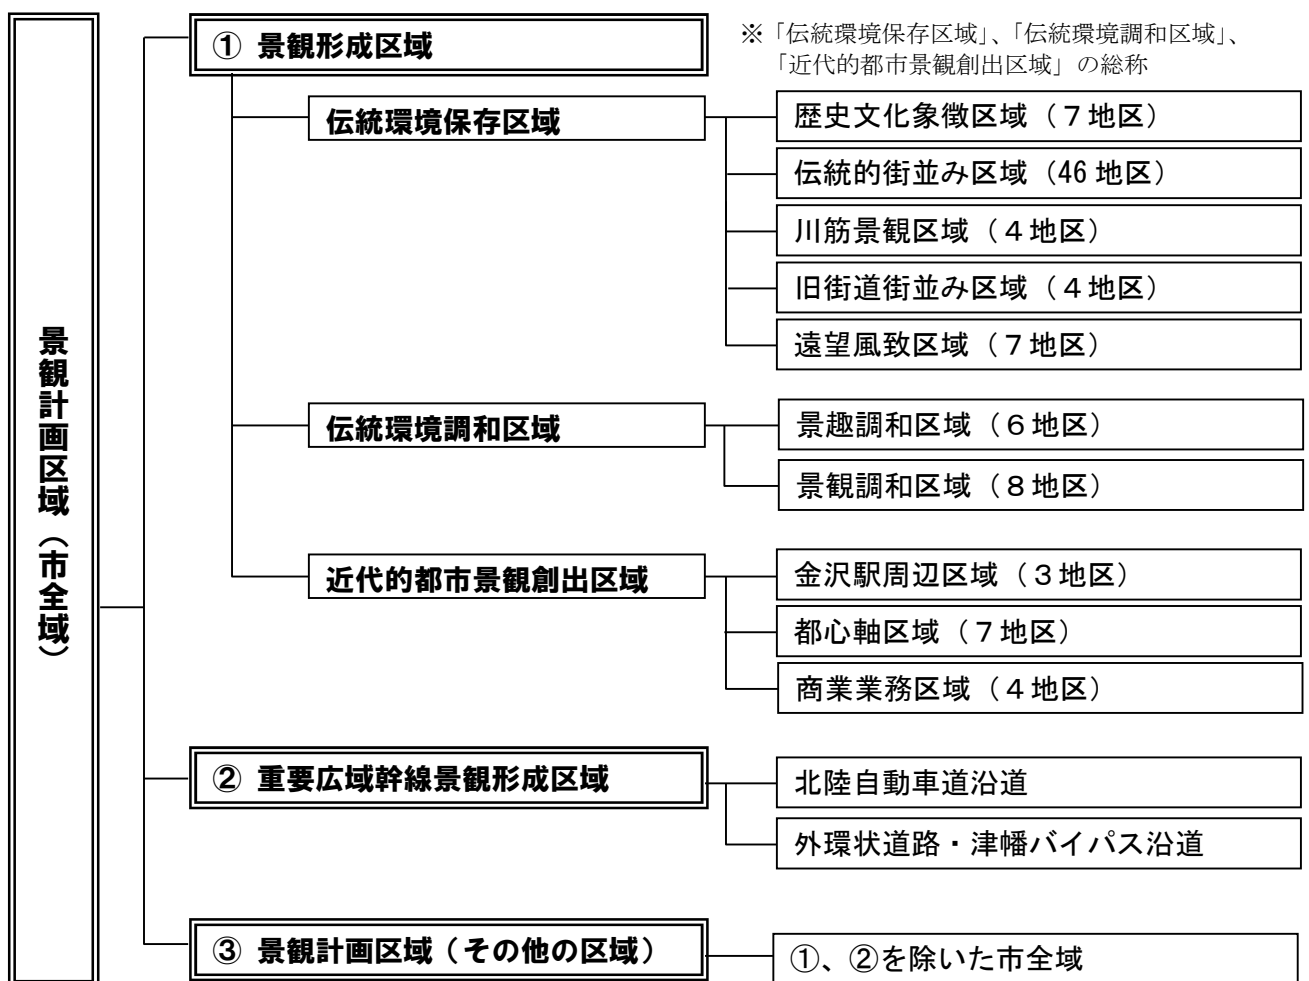 景観計画区域（市全域）
① 景観形成区域
※「伝統環境保存区域」、「伝統環境調和区域」、
「近代的都市景観創出区域」の総称
伝統環境保存区域
歴史文化象徴区域（７地区）
伝統的街並み区域（46 地区）
川筋景観区域（４地区）
旧街道街並み区域（４地区）
遠望風致区域（７地区）
伝統環境調和区域
景趣調和区域（６地区）
景観調和区域（８地区）
近代的都市景観創出区域
金沢駅周辺区域（３地区）
都心軸区域（７地区）
商業業務区域（４地区）
② 重要広域幹線景観形成区域
北陸自動車道沿道
外環状道路・津幡バイパス沿道
③ 景観計画区域（その他の区域）
①、②を除いた市全域